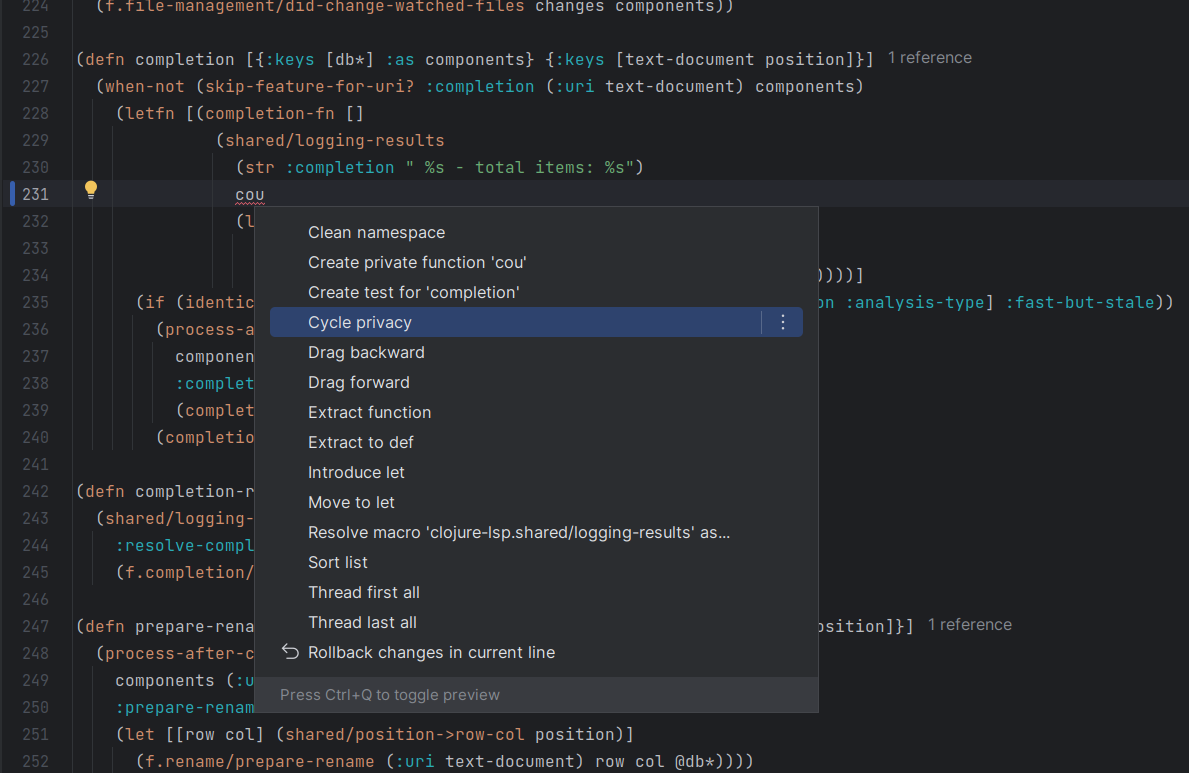 224 (f.file-management/did-change-watched-files changes components))
225
226 (defn completion [{:keys [db*] :as components} {:keys [text-document position]}] 1 reference
227 (when-not (skip-feature-for-uri? :completion (:uri text-document) components)
228 (letfn [(completion-fn []
229 (shared/logging-results
230 (str :completion " %s - total items: %s")
231 cou
232 (l
233
234 ))))]
235 (if (identic on :analysis-type] :fast-but-stale))
236 (process-a
237 componen
238 :complet
239 (complet
240 (completio
241
242 (defn completion-r
243 (shared/logging-
244 :resolve-compl
245 (f.completion/
246
247 (defn prepare-rena osition]}] 1 reference
248 (process-after-c
249 components (:u
250 :prepare-renam
251 (let [[row col] (shared/position->row-col position)]
252 (f.rename/prepare-rename (:uri text-document) row col @db*))))
Clean namespace
Create private function 'cou'
Create test for 'completion'
Cycle privacy
Drag backward
Drag forward
Extract function
Extract to def
Introduce let
Move to let
Resolve macro 'clojure-lsp.shared/logging-results' as...
Sort list
Thread first all
Thread last all
Rollback changes in current line
Press Ctrl+Q to toggle preview